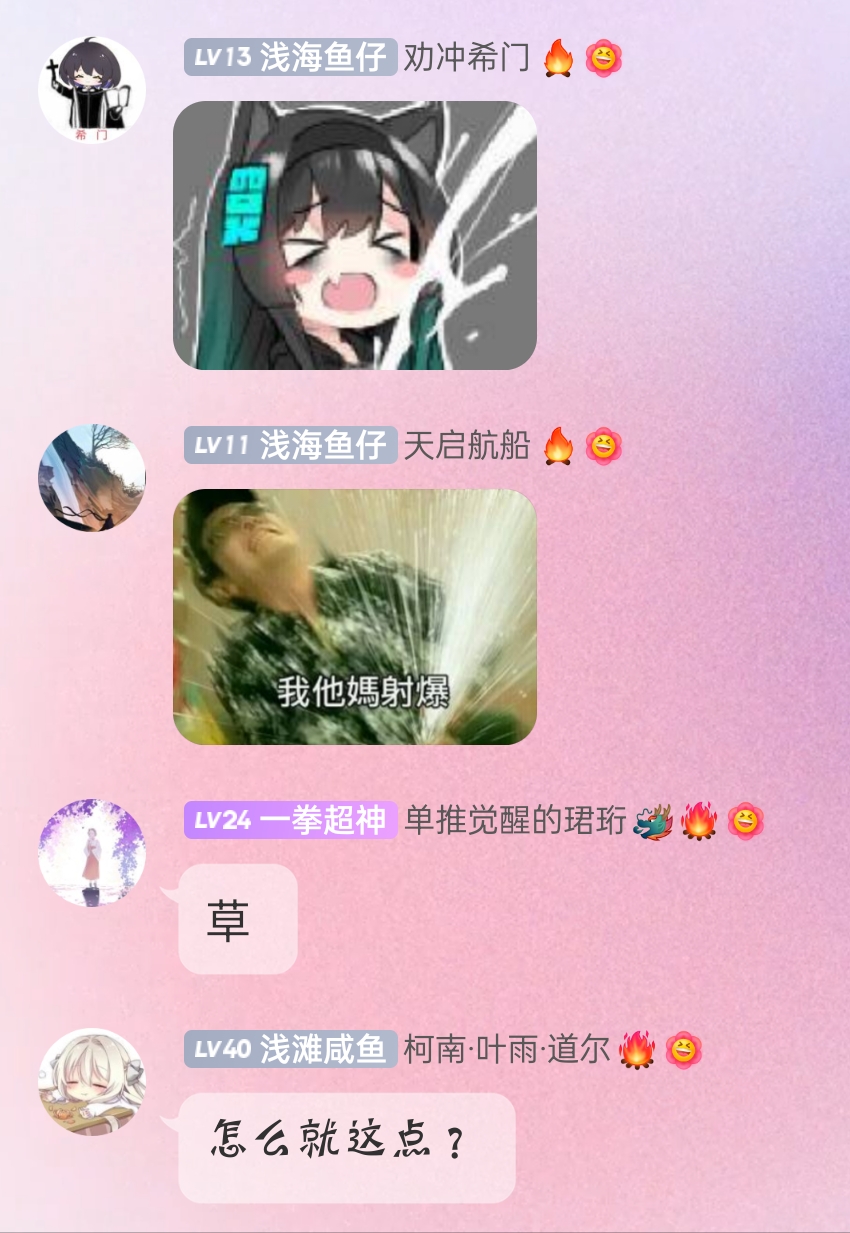 LV13 浅海鱼仔 劝冲希门
希 门
LV11 浅海鱼仔 天启航船
我他媽射爆
LV24 一拳超神 单推觉醒的珺珩
草
LV40 浅滩咸鱼 柯南·叶雨·道尔
怎么就这点？